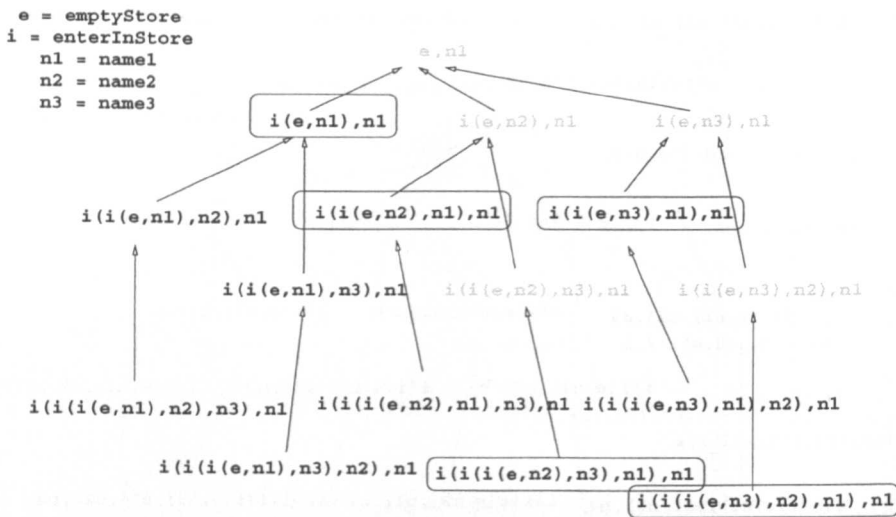 e = emptyStore
i = enterInStore
n1 = name1
n2 = name2
n3 = name3
e,n1
i(e,n1),n1
i(e,n2),n1
i(e,n3),n1
i(i(e,n1),n2),n1
i(i(e,n2),n1),n1
i(i(e,n3),n1),n1
i(i(e,n1),n3),n1
i(i(e,n2),n3),n1
i(i(e,n3),n2),n1
i(i(i(e,n1),n2),n3),n1
i(i(i(e,n2),n1),n3),n1
i(i(i(e,n3),n1),n2),n1
i(i(i(e,n1),n3),n2),n1
i(i(i(e,n2),n3),n1),n1
i(i(i(e,n3),n2),n1),n1